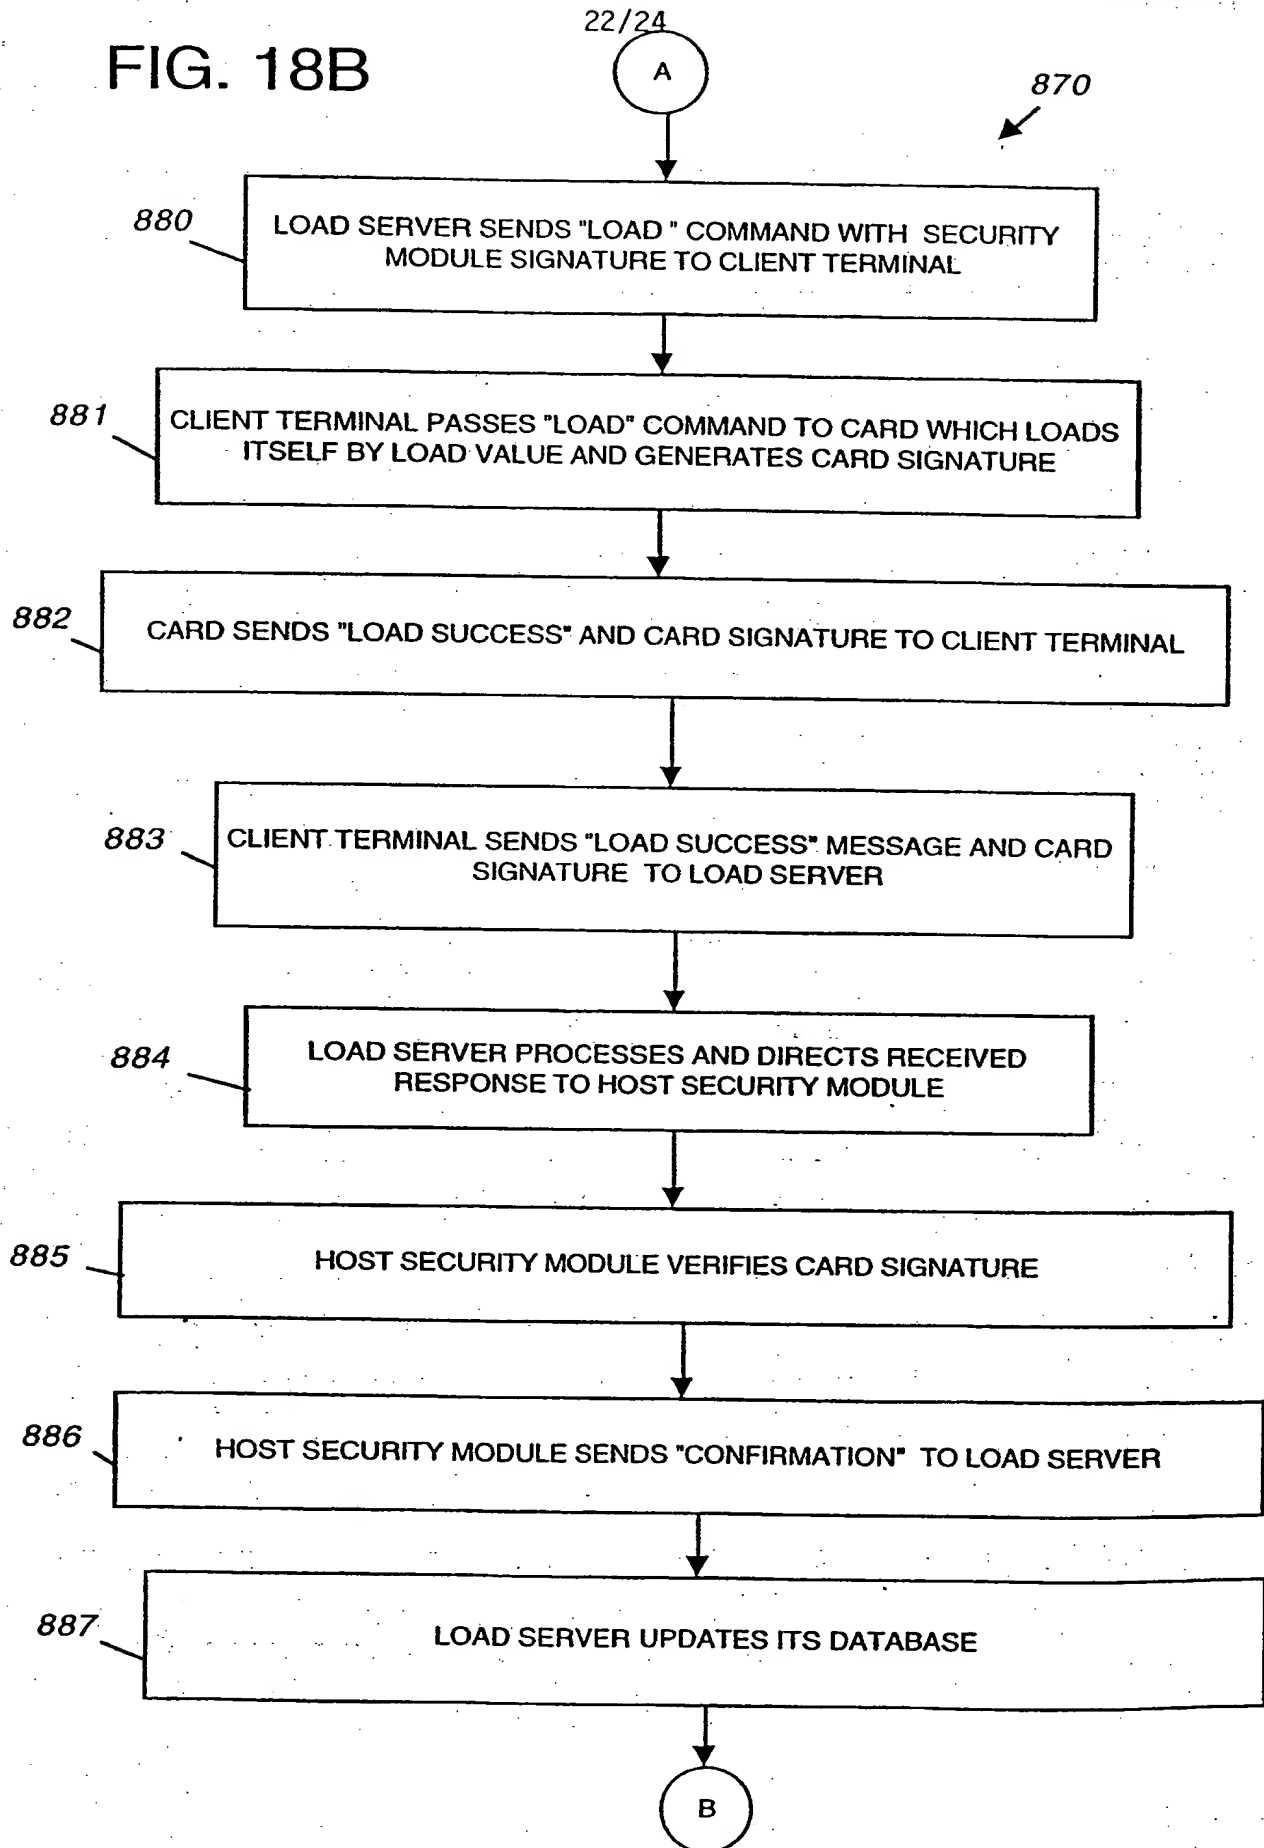 22/24
FIG. 18B
A
870
880
LOAD SERVER SENDS "LOAD " COMMAND WITH SECURITY
MODULE SIGNATURE TO CLIENT TERMINAL
881
CLIENT TERMINAL PASSES "LOAD" COMMAND TO CARD WHICH LOADS
ITSELF BY LOAD VALUE AND GENERATES CARD SIGNATURE
882
CARD SENDS "LOAD SUCCESS" AND CARD SIGNATURE TO CLIENT TERMINAL
883
CLIENT TERMINAL SENDS "LOAD SUCCESS" MESSAGE AND CARD
SIGNATURE TO LOAD SERVER
884
LOAD SERVER PROCESSES AND DIRECTS RECEIVED
RESPONSE TO HOST SECURITY MODULE
885
HOST SECURITY MODULE VERIFIES CARD SIGNATURE
886
HOST SECURITY MODULE SENDS "CONFIRMATION" TO LOAD SERVER
887
LOAD SERVER UPDATES ITS DATABASE
B